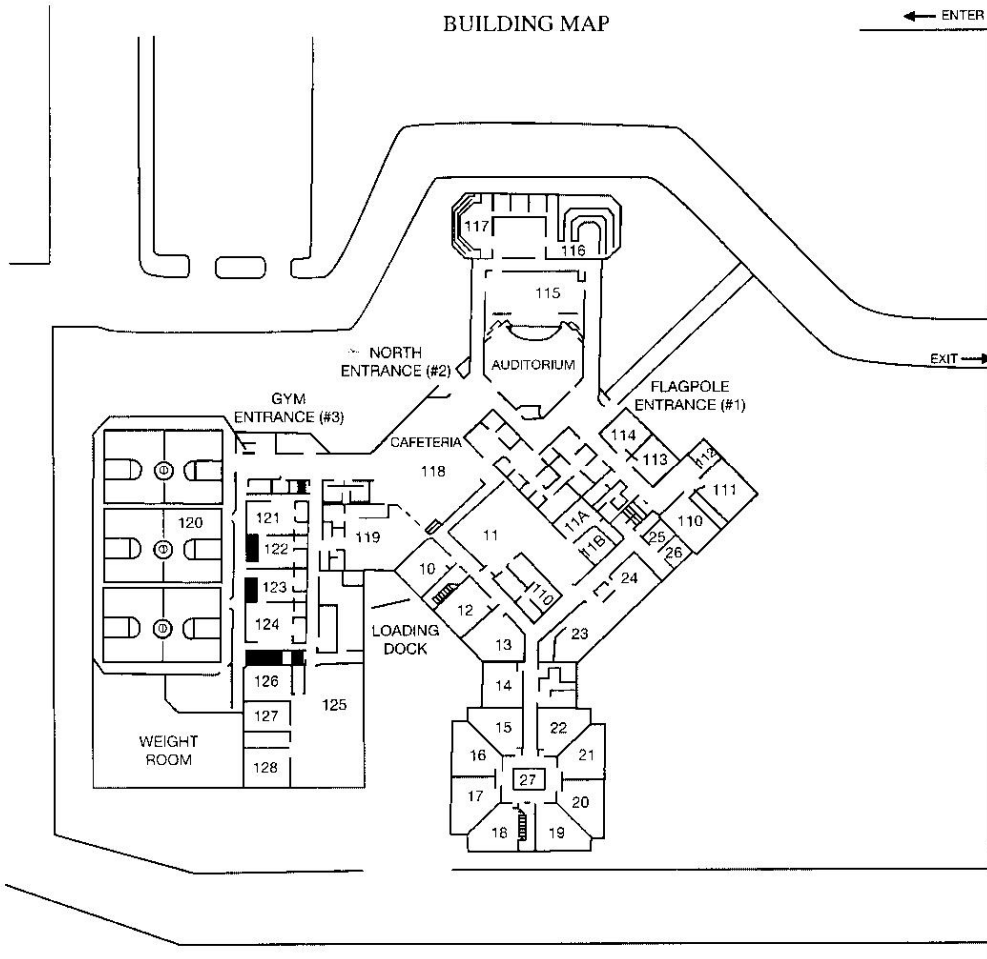 BUILDING MAP
ENTER
117
116
115
NORTH
ENTRANCE (#2)
AUDITORIUM
EXIT
FLAGPOLE
ENTRANCE (#1)
GYM
ENTRANCE (#3)
CAFETERIA
118
114
113
112
111
110
120
121
122
123
124
119
11
11A
11B
25
26
10
12
110
24
23
13
LOADING
DOCK
14
126
127
128
125
WEIGHT
ROOM
15
22
16
21
27
17
20
18
19